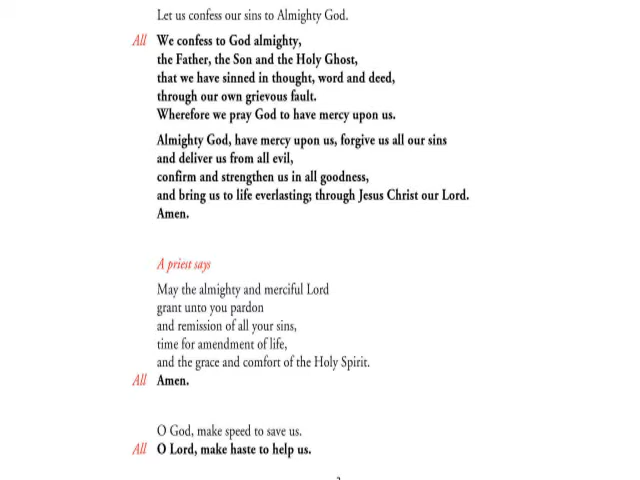 Let us confess our sins to Almighty God.
All We confess to God almighty,
the Father, the Son and the Holy Ghost,
that we have sinned in thought, word and deed,
through our own grievous fault.
Wherefore we pray God to have mercy upon us.
Almighty God, have mercy upon us, forgive us all our sins
and deliver us from all evil,
confirm and strengthen us in all goodness,
and bring us to life everlasting; through Jesus Christ our Lord.
Amen.
A priest says
May the almighty and merciful Lord
grant unto you pardon
and remission of all your sins,
time for amendment of life,
and the grace and comfort of the Holy Spirit.
All Amen.
O God, make speed to save us.
All O Lord, make haste to help us.